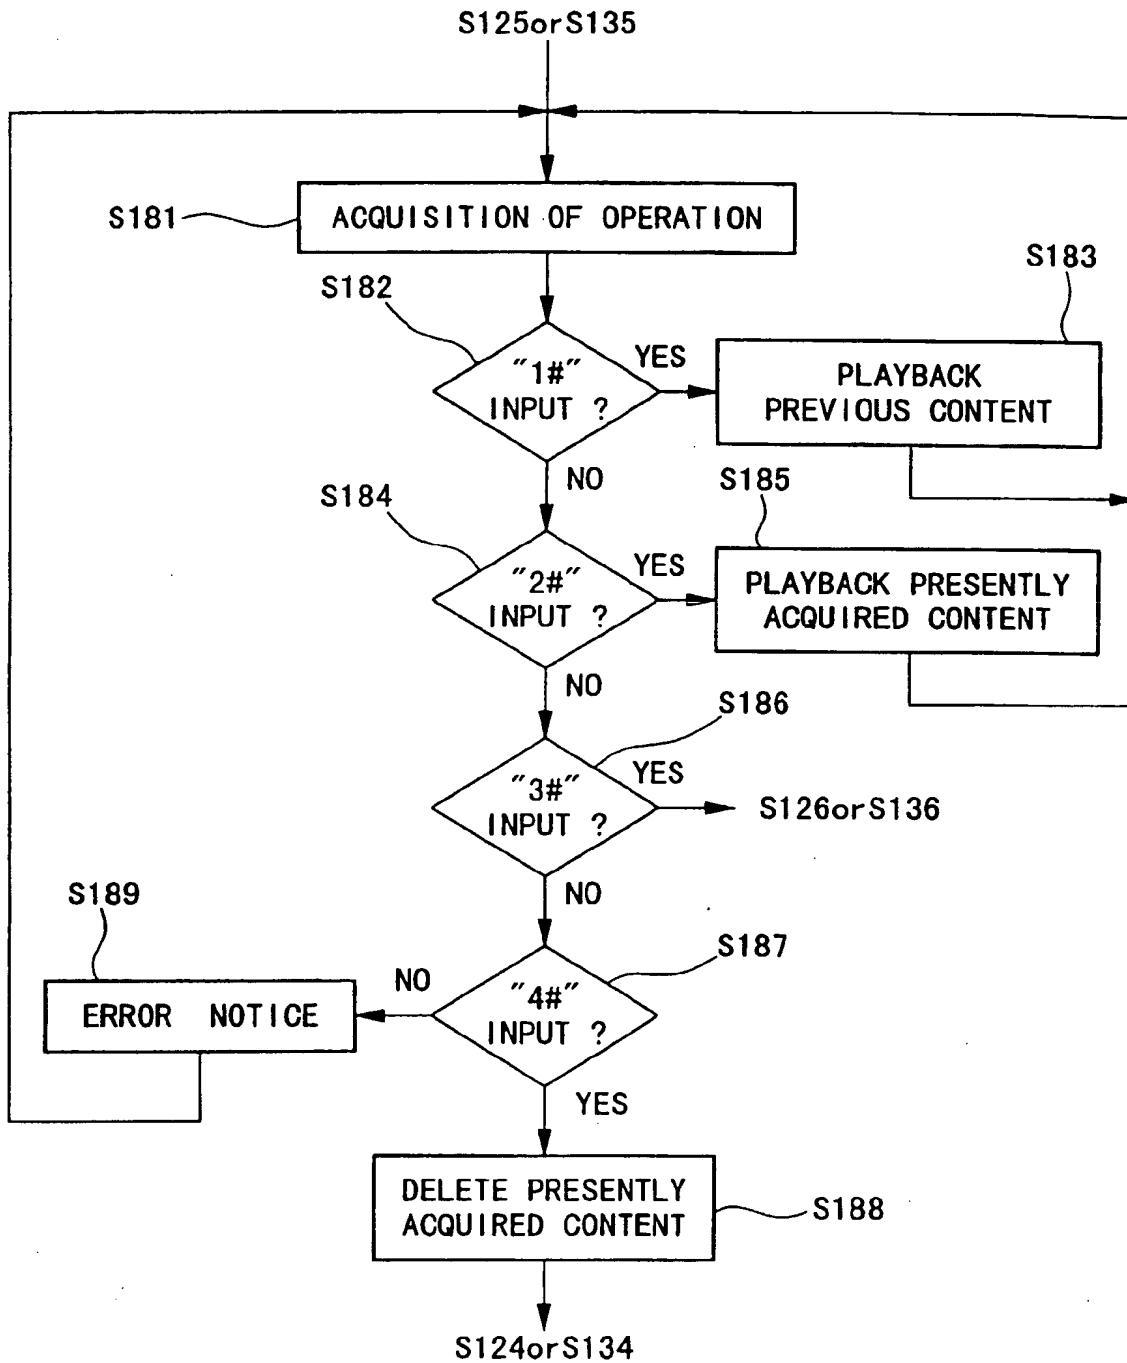 S125orS135
S181
ACQUISITION OF OPERATION
S182
S183
"1#"
INPUT ?
YES
PLAYBACK
PREVIOUS CONTENT
NO
S184
S185
"2#"
INPUT ?
YES
PLAYBACK PRESENTLY
ACQUIRED CONTENT
NO
S186
"3#"
INPUT ?
YES
S126orS136
NO
S189
S187
"4#"
INPUT ?
NO
ERROR NOTICE
YES
DELETE PRESENTLY
ACQUIRED CONTENT
S188
S124orS134